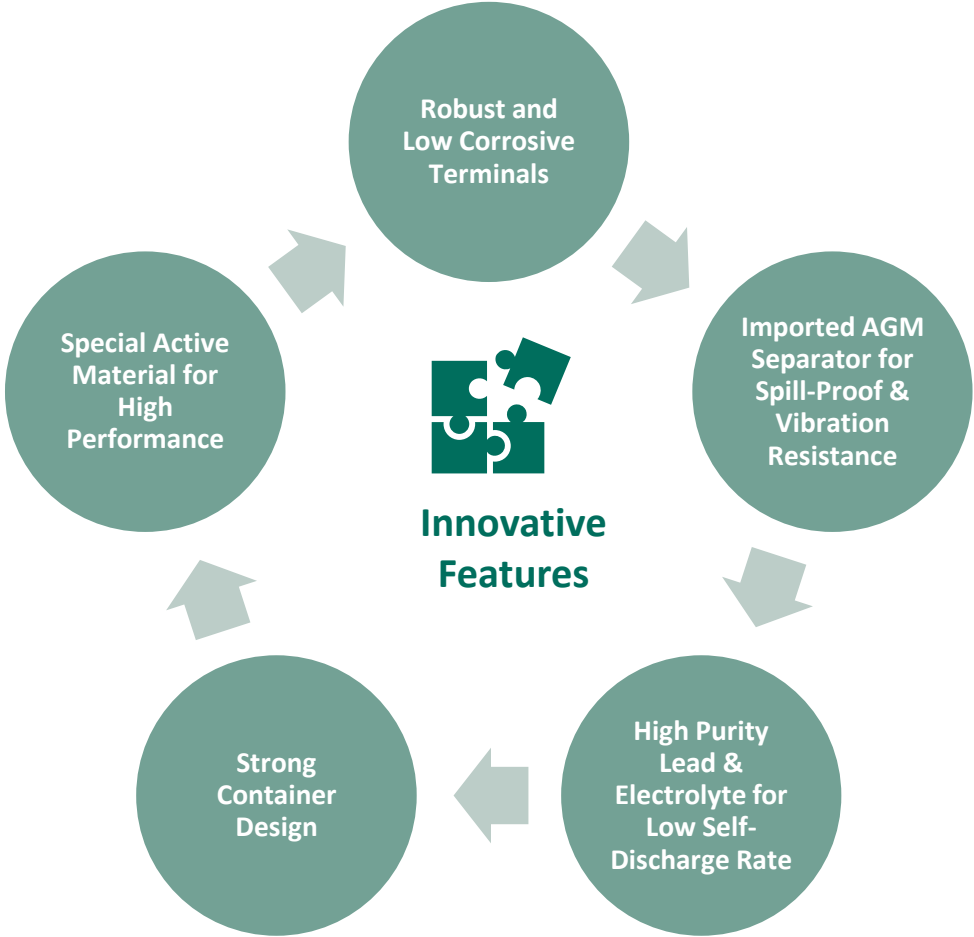 Robust and
Low Corrosive
Terminals
Imported AGM
Separator for
Spill-Proof &
Vibration
Resistance
High Purity
Lead &
Electrolyte for
Low Self-
Discharge Rate
Strong
Container
Design
Special Active
Material for
High
Performance
Innovative
Features